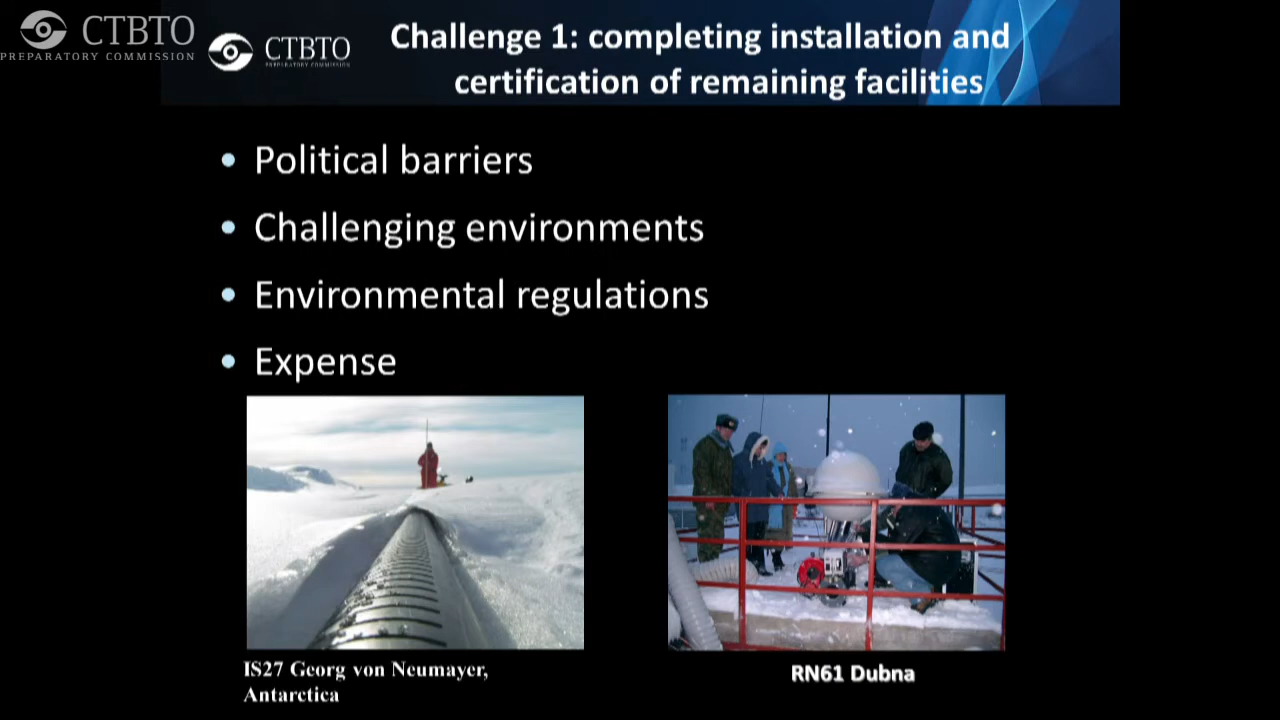 CTBTO
PREPARATORY COMMISSION
CTBTO
PREPARATORY COMMISSION
Challenge 1: completing installation and
certification of remaining facilities
• Political barriers
• Challenging environments
• Environmental regulations
• Expense
IS27 Georg von Neumayer,
Antarctica
RN61 Dubna